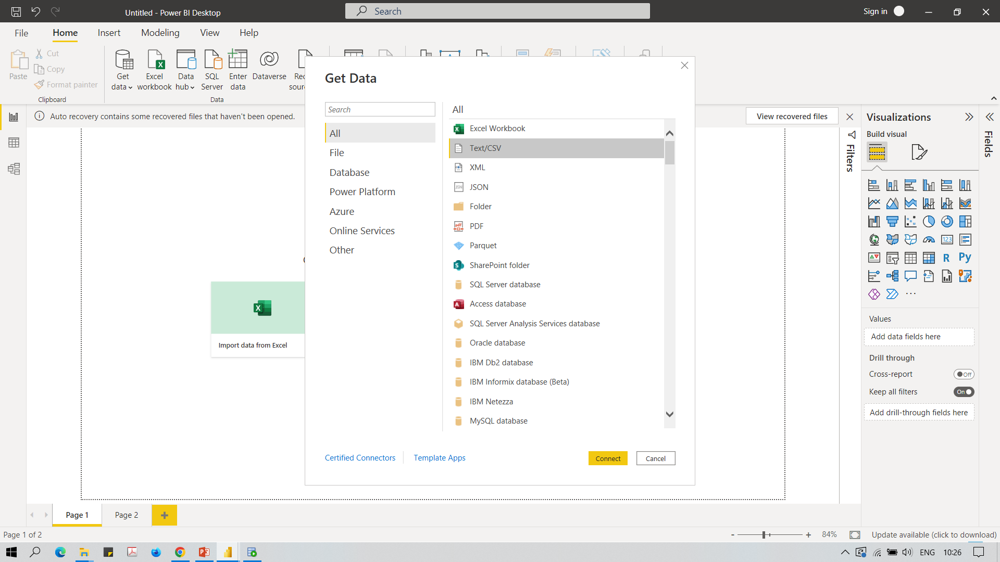 Untitled - Power BI Desktop
Search
Sign in
File
Home
Insert
Modeling
View
Help
Paste
Cut
Copy
Format painter
Clipboard
Get data
Excel workbook
Data hub
SQL Server
Enter data
Dataverse
Rec
sour
Data
Auto recovery contains some recovered files that haven't been opened.
View recovered files
Import data from Excel
Get Data
Search
All
File
Database
Power Platform
Azure
Online Services
Other
All
Excel Workbook
Text/CSV
XML
JSON
Folder
PDF
Parquet
SharePoint folder
SQL Server database
Access database
SQL Server Analysis Services database
Oracle database
IBM Db2 database
IBM Informix database (Beta)
IBM Netezza
MySQL database
Certified Connectors
Template Apps
Connect
Cancel
Filters
Visualizations
Build visual
123
R
Py
...
Values
Add data fields here
Drill through
Cross-report
Off
Keep all filters
On
Add drill-through fields here
Fields
Page 1
Page 2
+
Page 1 of 2
-
+
84%
Update available (click to download)
ENG
10:26